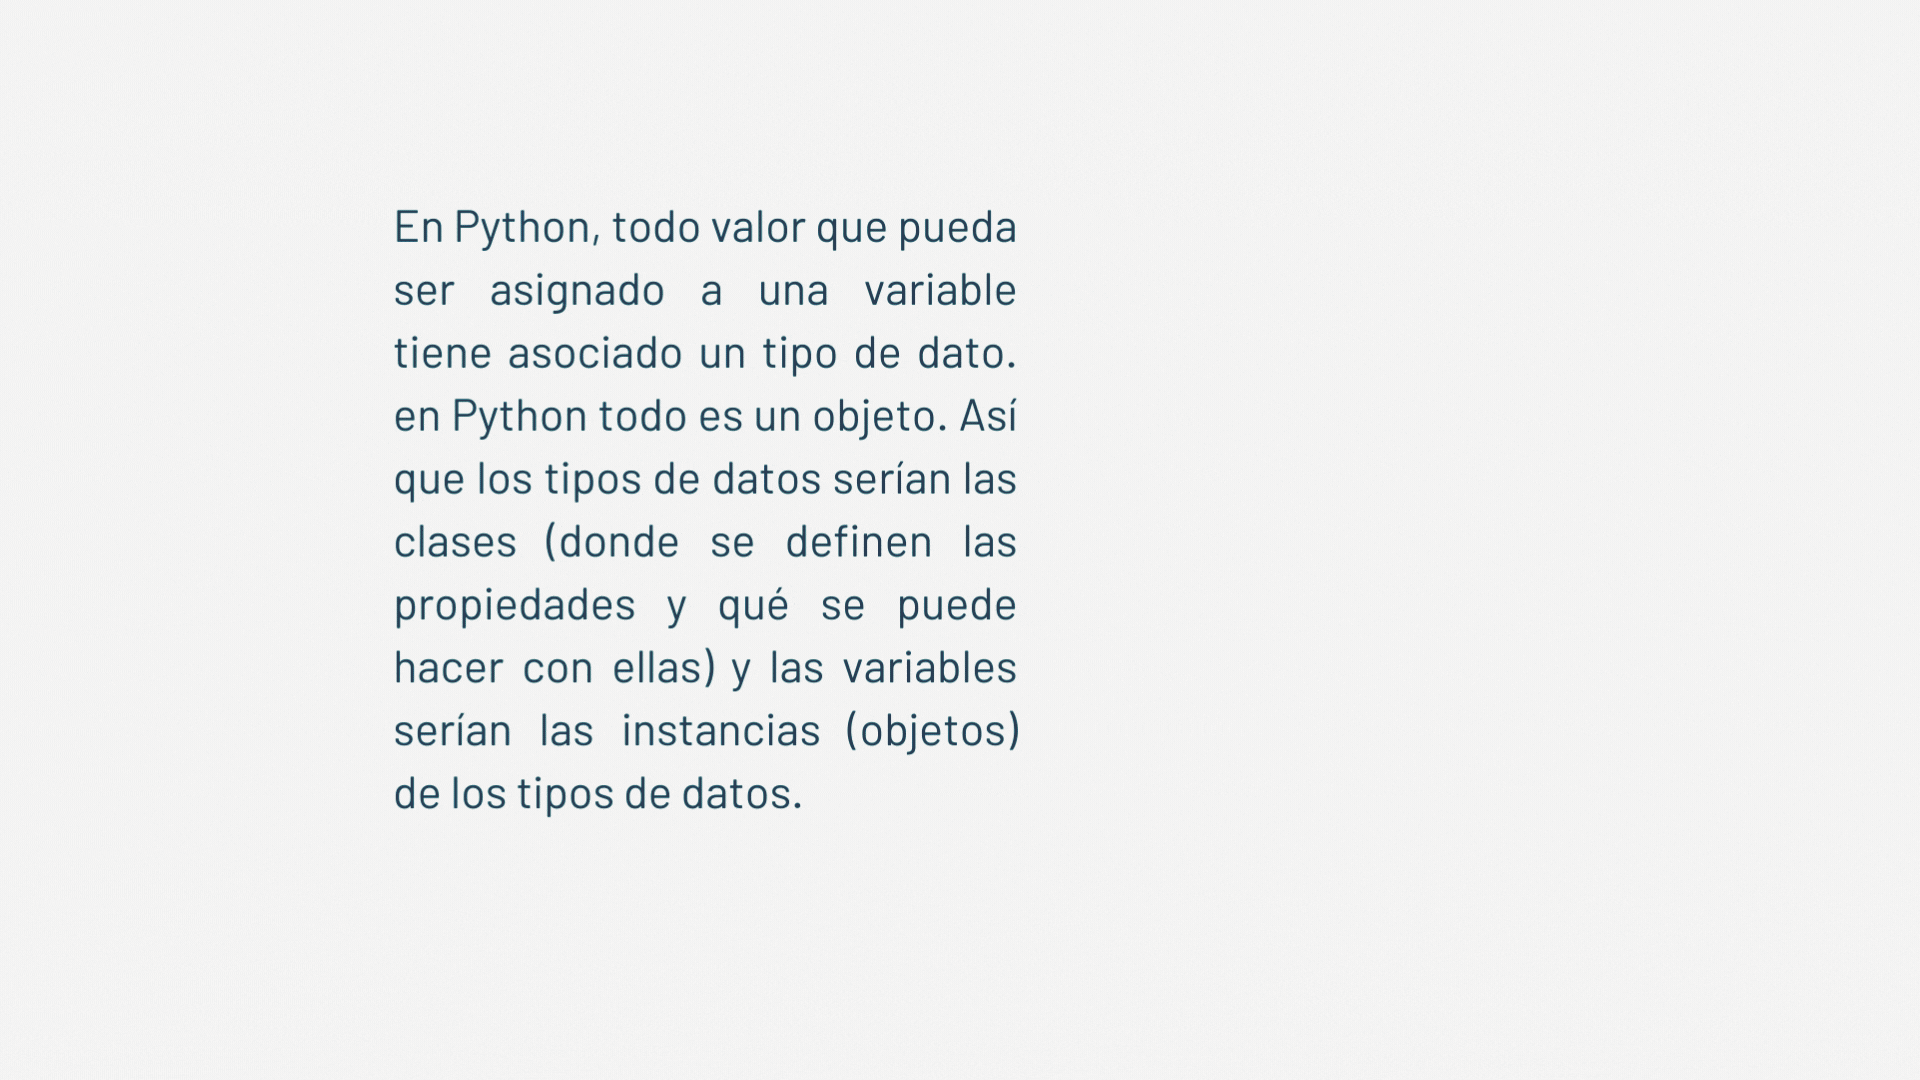 En Python, todo valor que pueda
ser asignado a una variable
tiene asociado un tipo de dato.
en Python todo es un objeto. Así
que los tipos de datos serían las
clases (donde se definen las
propiedades y qué se puede
hacer con ellas) y las variables
serían las instancias (objetos)
de los tipos de datos.